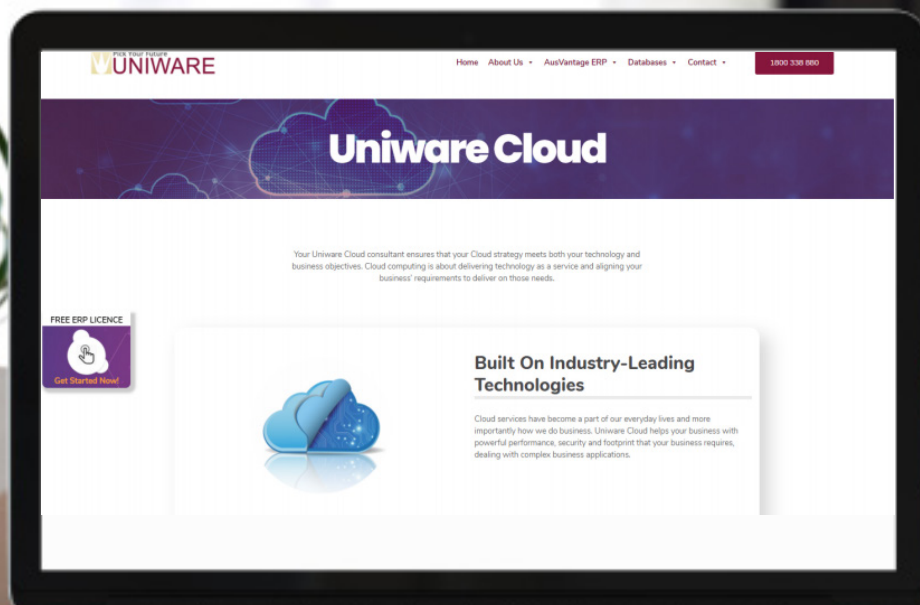 Pick Your Future
UNIWARE
Home About Us AusVantage ERP Databases Contact
1800 338 880
Uniware Cloud
Your Uniware Cloud consultant ensures that your Cloud strategy meets both your technology and
business objectives. Cloud computing is about delivering technology as a service and aligning your
business' requirements to deliver on those needs.
FREE ERP LICENCE
Get Started Now!
Built On Industry-Leading
Technologies
Cloud services have become a part of our everyday lives and more
importantly how we do business. Uniware Cloud helps your business with
powerful performance, security and footprint that your business requires,
dealing with complex business applications.